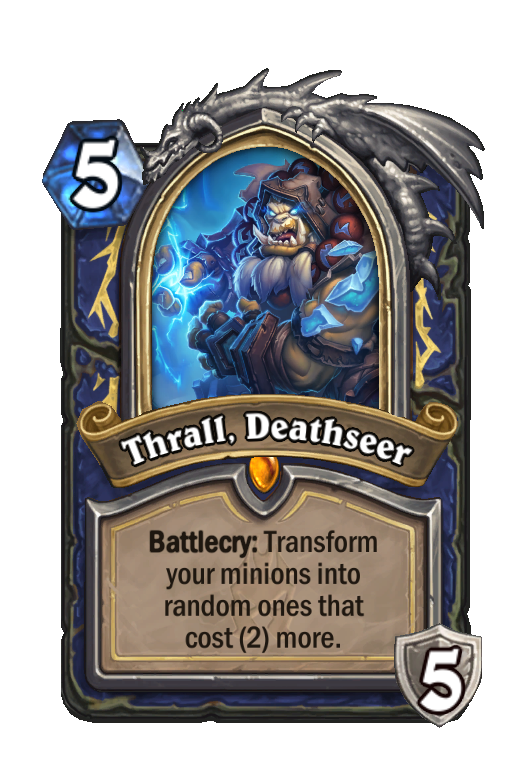 5
Thrall, Deathseer
Battlecry: Transform
your minions into
random ones that
cost (2) more.
5